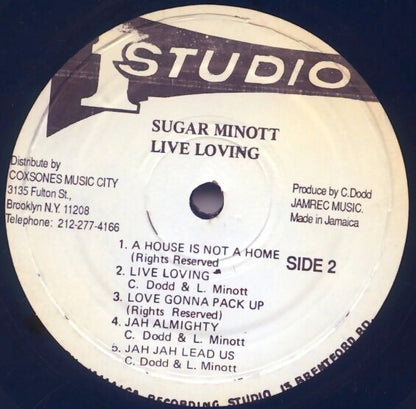 1 STUDIO
SUGAR MINOTT
LIVE LOVING
Distribute by
COXSONES MUSIC CITY
3135 Fulton St.,
Brooklyn N.Y. 11208
Telephone: 212-277-4166
Produce by C.Dodd
JAMREC MUSIC.
Made in Jamaica
SIDE 2
1. A HOUSE IS NOT A HOME
(Rights Reserved
2. LIVE LOVING
C. Dodd & L. Minott
3. LOVE GONNA PACK UP
(Rights Reserved)
4. JAH ALMIGHTY
C. Dodd & L. Minott
5. JAH JAH LEAD US
C. Dodd & L. Minott
JAMAICA RECORDING STUDIO 13 BRENTFORD RD.